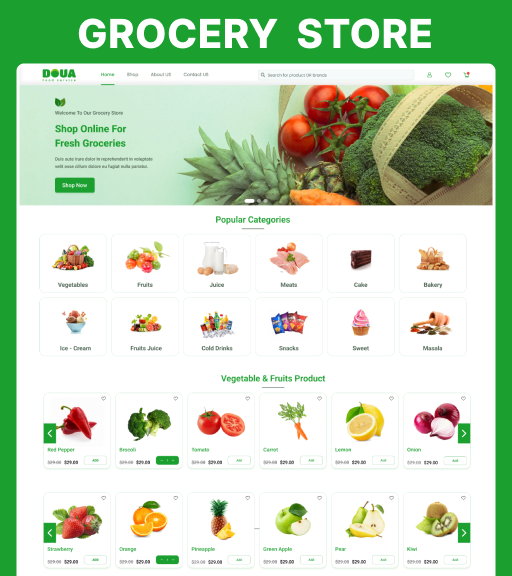 GROCERY STORE
DOUA
Home Shop About US Contact US Search for product OR brands
Welcome To Our Grocery Store
Shop Online For
Fresh Groceries
Duis aute irure dolor in reprehenderit in voluptate
velit esse cillum dolore eu fugiat nulla pariatur.
Shop Now
Popular Categories
Vegetables Fruits Juice Meats Cake Bakery
Ice - Cream Fruits Juice Cold Drinks Snacks Sweet Masala
Vegetable & Fruits Product
Red Pepper Brocoli Tomato Carrot Lemon Onion
$29.00 $29.00 Add $29.00 $29.00 $29.00 $29.00 Add $29.00 $29.00 Add $29.00 $29.00 Add $29.00 $29.00 Add
Strawberry Orange Pineapple Green Apple Pear Kiwi
$29.00 $29.00 Add $29.00 $29.00 $29.00 $29.00 Add $29.00 $29.00 Add $29.00 $29.00 Add $29.00 $29.00 Add